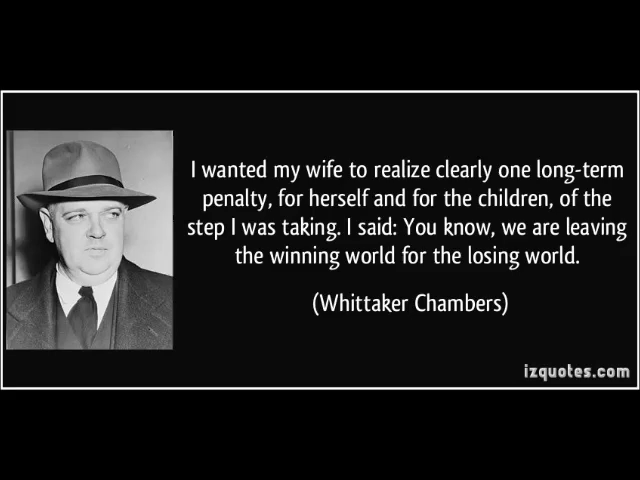 I wanted my wife to realize clearly one long-term
penalty, for herself and for the children, of the
step I was taking. I said: You know, we are leaving
the winning world for the losing world.
(Whittaker Chambers)
izquotes.com